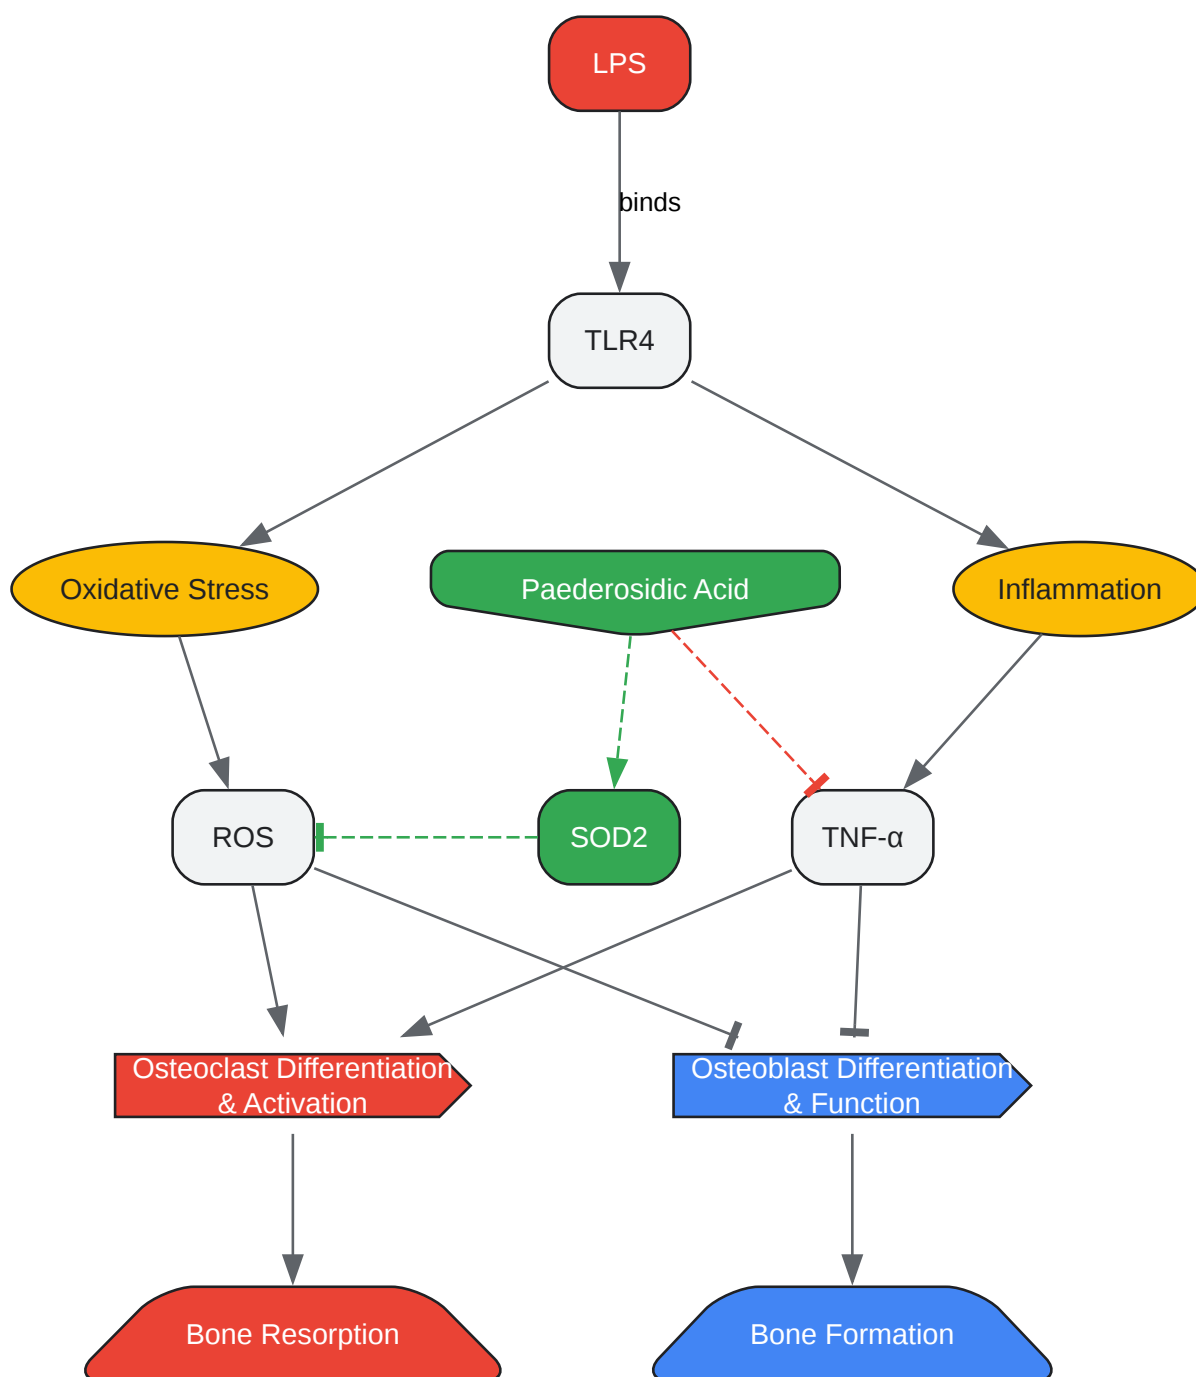 LPS
binds
TLR4
Oxidative Stress
Paederosidic Acid
Inflammation
ROS
SOD2
TNF-α
Osteoclast Differentiation
& Activation
Osteoblast Differentiation
& Function
Bone Resorption
Bone Formation